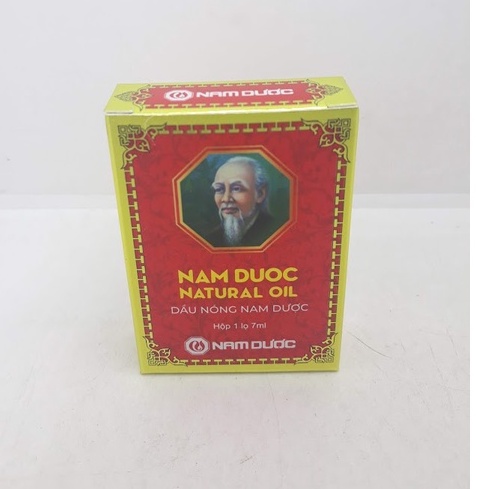 NAM DƯỢC
NAM DUOC
NATURAL OIL
DẦU NÓNG NAM DƯỢC
Hộp 1 lọ 7ml
NAM DƯỢC